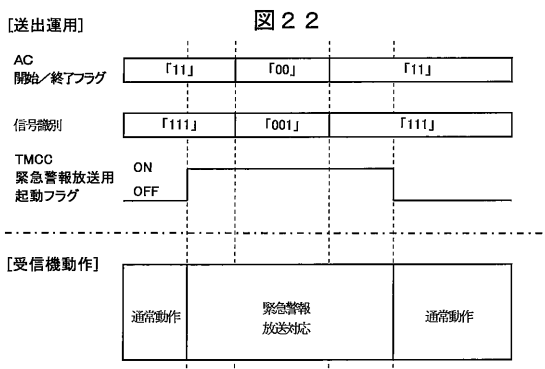 図２２
[送出運用]
AC
開始／終了フラグ
「11」 「00」 「11」
信号識別
「111」 「001」 「111」
TMCC
緊急警報放送用
起動フラグ
ON
OFF
[受信機動作]
通常動作
緊急警報
放送対応
通常動作